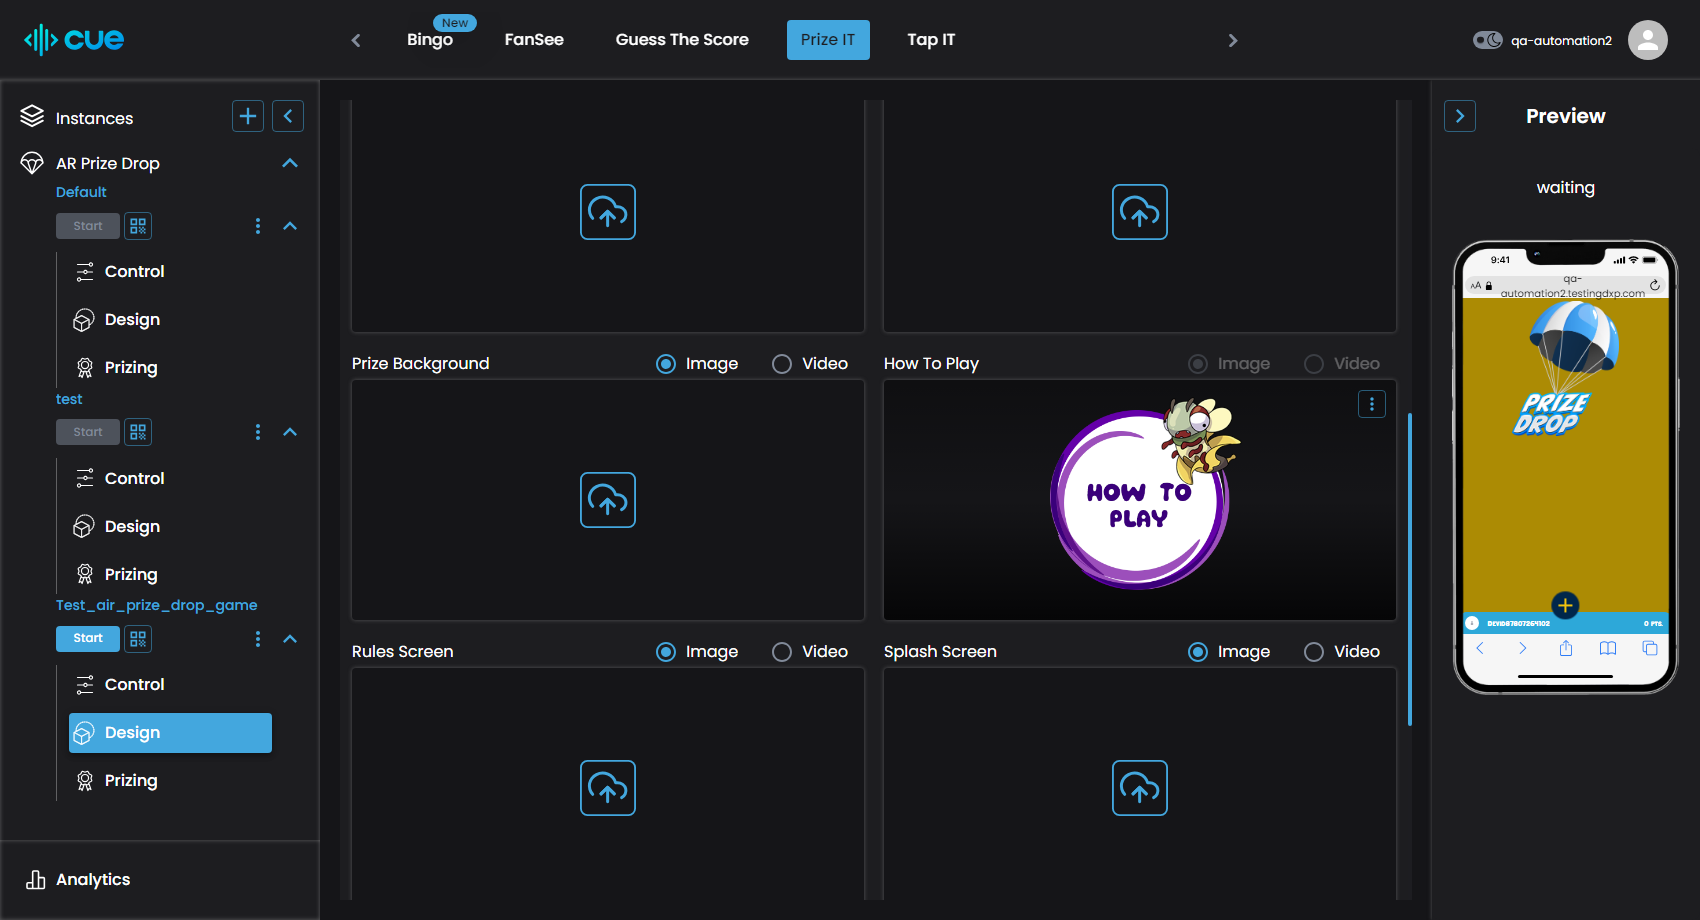 cue
New
Bingo
FanSee
Guess The Score
Prize IT
Tap IT
qa-automation2
Instances
AR Prize Drop
Default
Start
Control
Design
Prizing
test
Start
Control
Design
Prizing
Test_air_prize_drop_game
Start
Control
Design
Prizing
Analytics
Prize Background
Image
Video
How To Play
Image
Video
HOW TO
PLAY
Rules Screen
Image
Video
Splash Screen
Image
Video
Preview
waiting
9:41
AA
qa-
automation2.testingdxp.com
PRIZE
DROP
0 PTS.